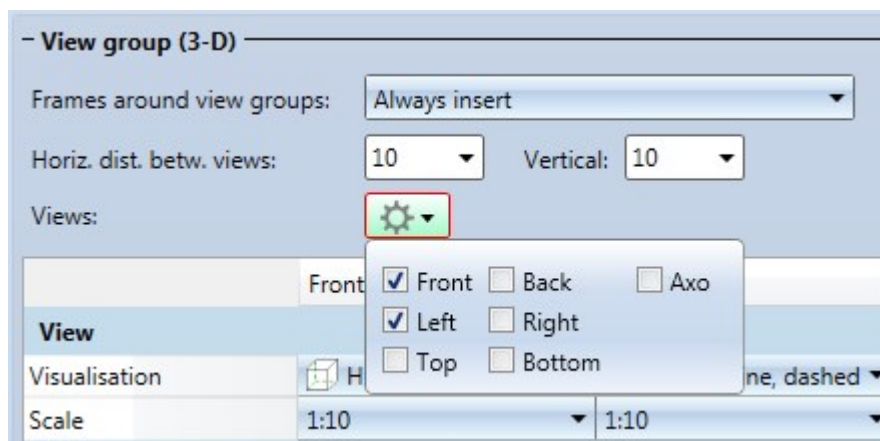 View group (3-D)
Frames around view groups: Always insert
Horiz. dist. betw. views: 10 Vertical: 10
Views:
Front Back Axo
Front
Left Right
View
Top Bottom
Visualisation H ne, dashed
Scale 1:10 1:10